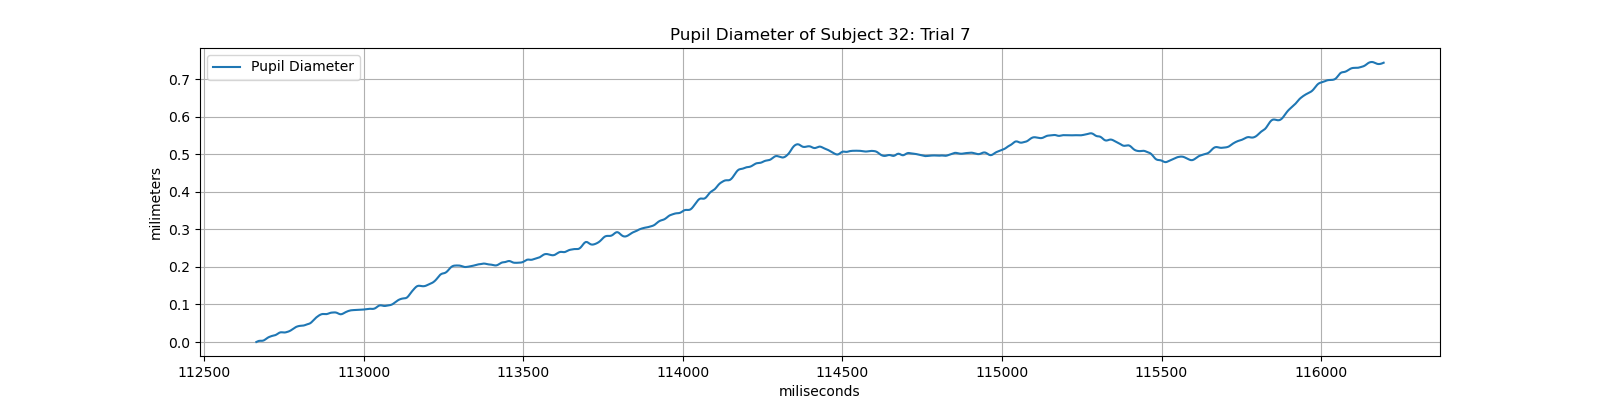 Pupil Diameter of Subject 32: Trial 7
Pupil Diameter
0.7
0.6
0.5
0.4
0.3
0.2
0.1
0.0
milimeters
112500 113000 113500 114000 114500 115000 115500 116000
miliseconds